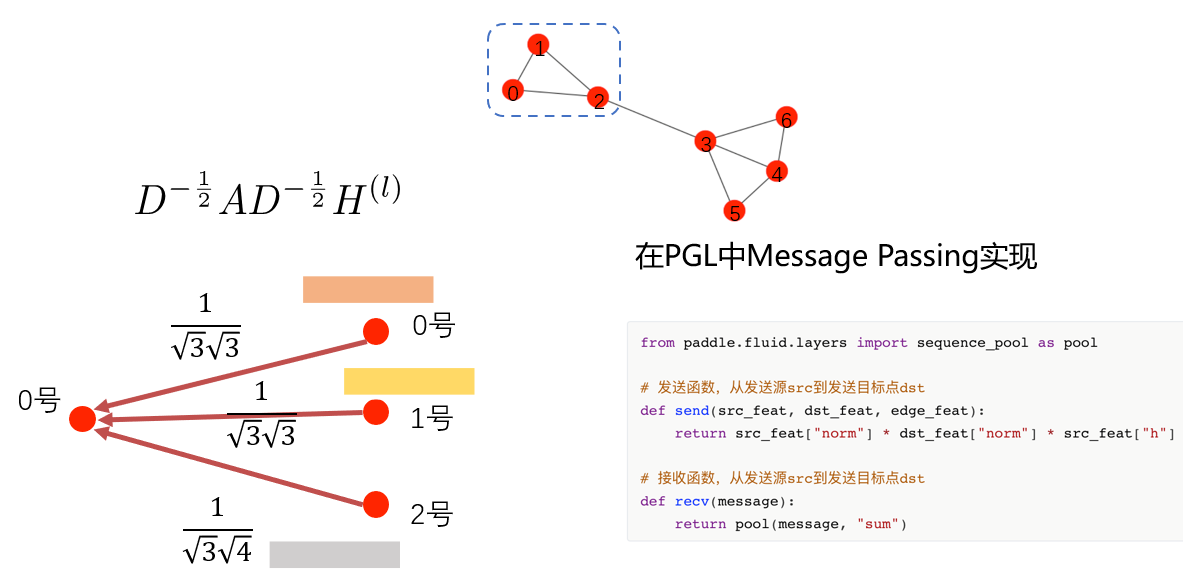 1
0
2
6
3
4
5
D^{-\frac{1}{2}} A D^{-\frac{1}{2}} H^{(l)}
在PGL中Message Passing实现
\frac{1}{\sqrt{3}\sqrt{3}}
0号
0号
\frac{1}{\sqrt{3}\sqrt{3}}
1号
\frac{1}{\sqrt{3}\sqrt{4}}
2号
from paddle.fluid.layers import sequence_pool as pool
# 发送函数，从发送源src到发送目标点dst
def send(src_feat, dst_feat, edge_feat):
    return src_feat["norm"] * dst_feat["norm"] * src_feat["h"]
# 接收函数，从发送源src到发送目标点dst
def recv(message):
    return pool(message, "sum")